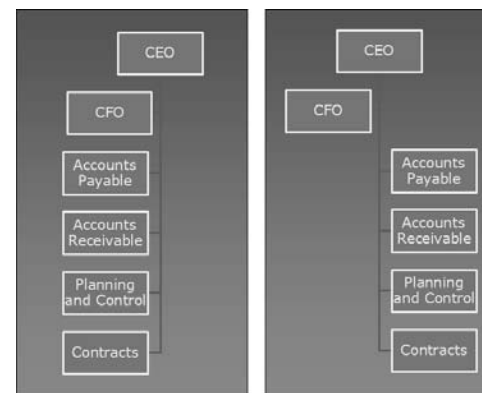 CEO
CFO
Accounts
Payable
Accounts
Receivable
Planning
and Control
Contracts
CEO
CFO
Accounts
Payable
Accounts
Receivable
Planning
and Control
Contracts